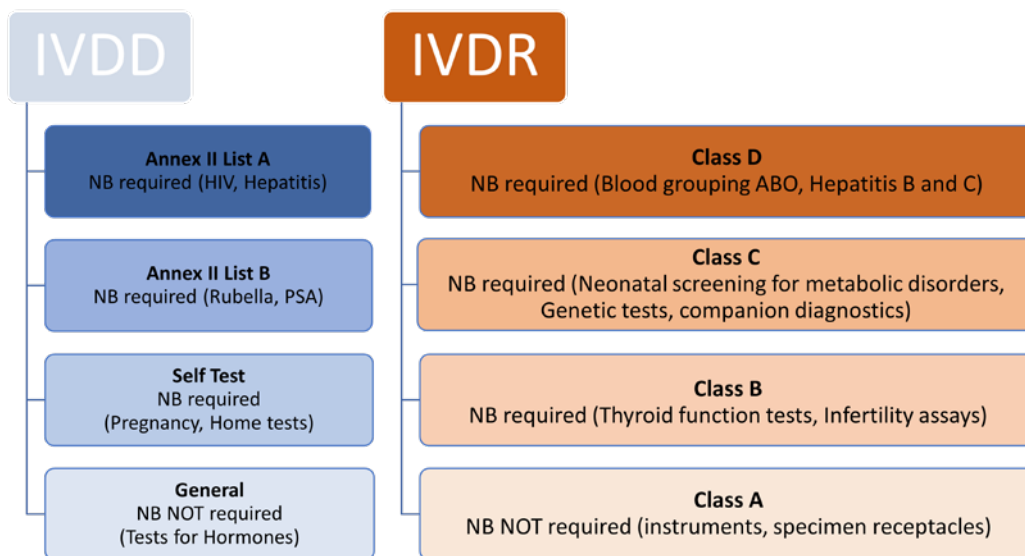 IVDD
Annex II List A
NB required (HIV, Hepatitis)
Annex II List B
NB required (Rubella, PSA)
Self Test
NB required
(Pregnancy, Home tests)
General
NB NOT required
(Tests for Hormones)
IVDR
Class D
NB required (Blood grouping ABO, Hepatitis B and C)
Class C
NB required (Neonatal screening for metabolic disorders,
Genetic tests, companion diagnostics)
Class B
NB required (Thyroid function tests, Infertility assays)
Class A
NB NOT required (instruments, specimen receptacles)